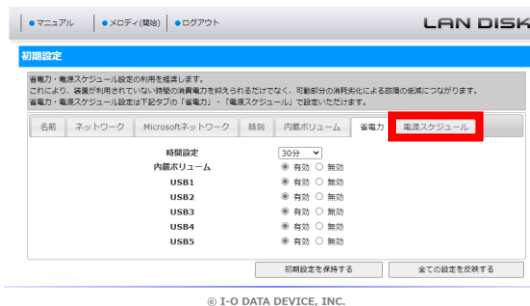 ●マニュアル ●メロディ(開始) ●ログアウト LAN DISK
初期設定
省電力・電源スケジュール設定の利用を推奨します。
これにより、装置が利用されていない時間の消費電力を抑えられるだけでなく、可動部分の消耗劣化による故障の低減につながります。
省電力・電源スケジュール設定は下記タブの「省電力」・「電源スケジュール」で設定いただけます。
名前 ネットワーク Microsoftネットワーク 時刻 内蔵ボリューム 省電力 電源スケジュール
時間設定 30分
内蔵ボリューム 有効 無効
USB1 有効 無効
USB2 有効 無効
USB3 有効 無効
USB4 有効 無効
USB5 有効 無効
初期設定を保持する 全ての設定を反映する
© I-O DATA DEVICE, INC.